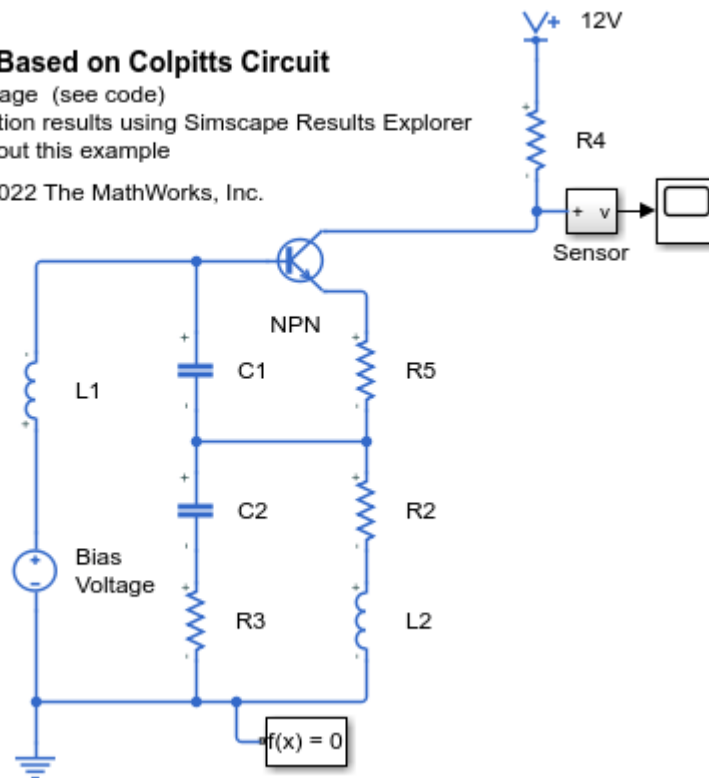 Based on Colpitts Circuit
age (see code)
tion results using Simscape Results Explorer
out this example
022 The MathWorks, Inc.
12V
R4
+ v
Sensor
NPN
L1
C1
R5
C2
R2
Bias
Voltage
R3
L2
f(x) = 0